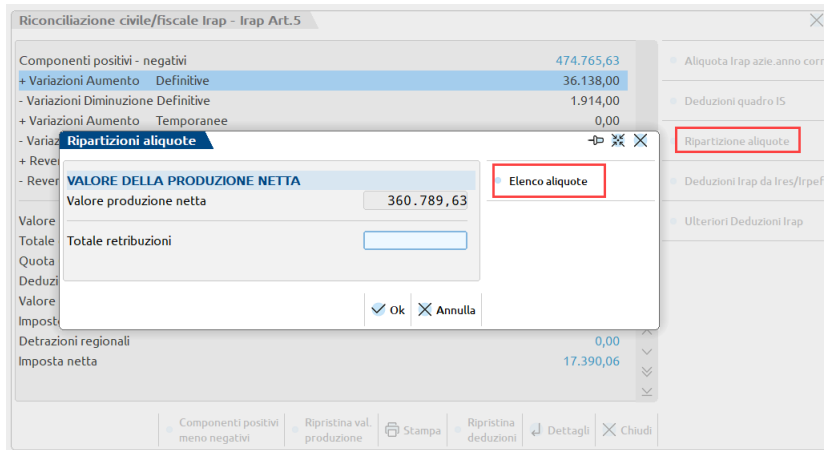 Riconciliazione civile/fiscale Irap - Irap Art.5
Componenti positivi - negativi 474.765,63
+ Variazioni Aumento Definitive 36.138,00
- Variazioni Diminuzione Definitive 1.914,00
+ Variazioni Aumento Temporanee 0,00
- Variaz
+ Rever
- Rever
Valore
Totale
Quota
Deduzi
Valore
Impost
Detrazioni regionali 0,00
Imposta netta 17.390,06
Aliquota Irap azie.anno corr
Deduzioni quadro IS
Ripartizione aliquote
Deduzioni Irap da Ires/Irpef
Ulteriori Deduzioni Irap
Ripartizioni aliquote
VALORE DELLA PRODUZIONE NETTA
Valore produzione netta 360.789,63
Totale retribuzioni
Elenco aliquote
Ok Annulla
Componenti positivi meno negativi
Ripristina val. produzione
Stampa
Ripristina deduzioni
Dettagli
Chiudi